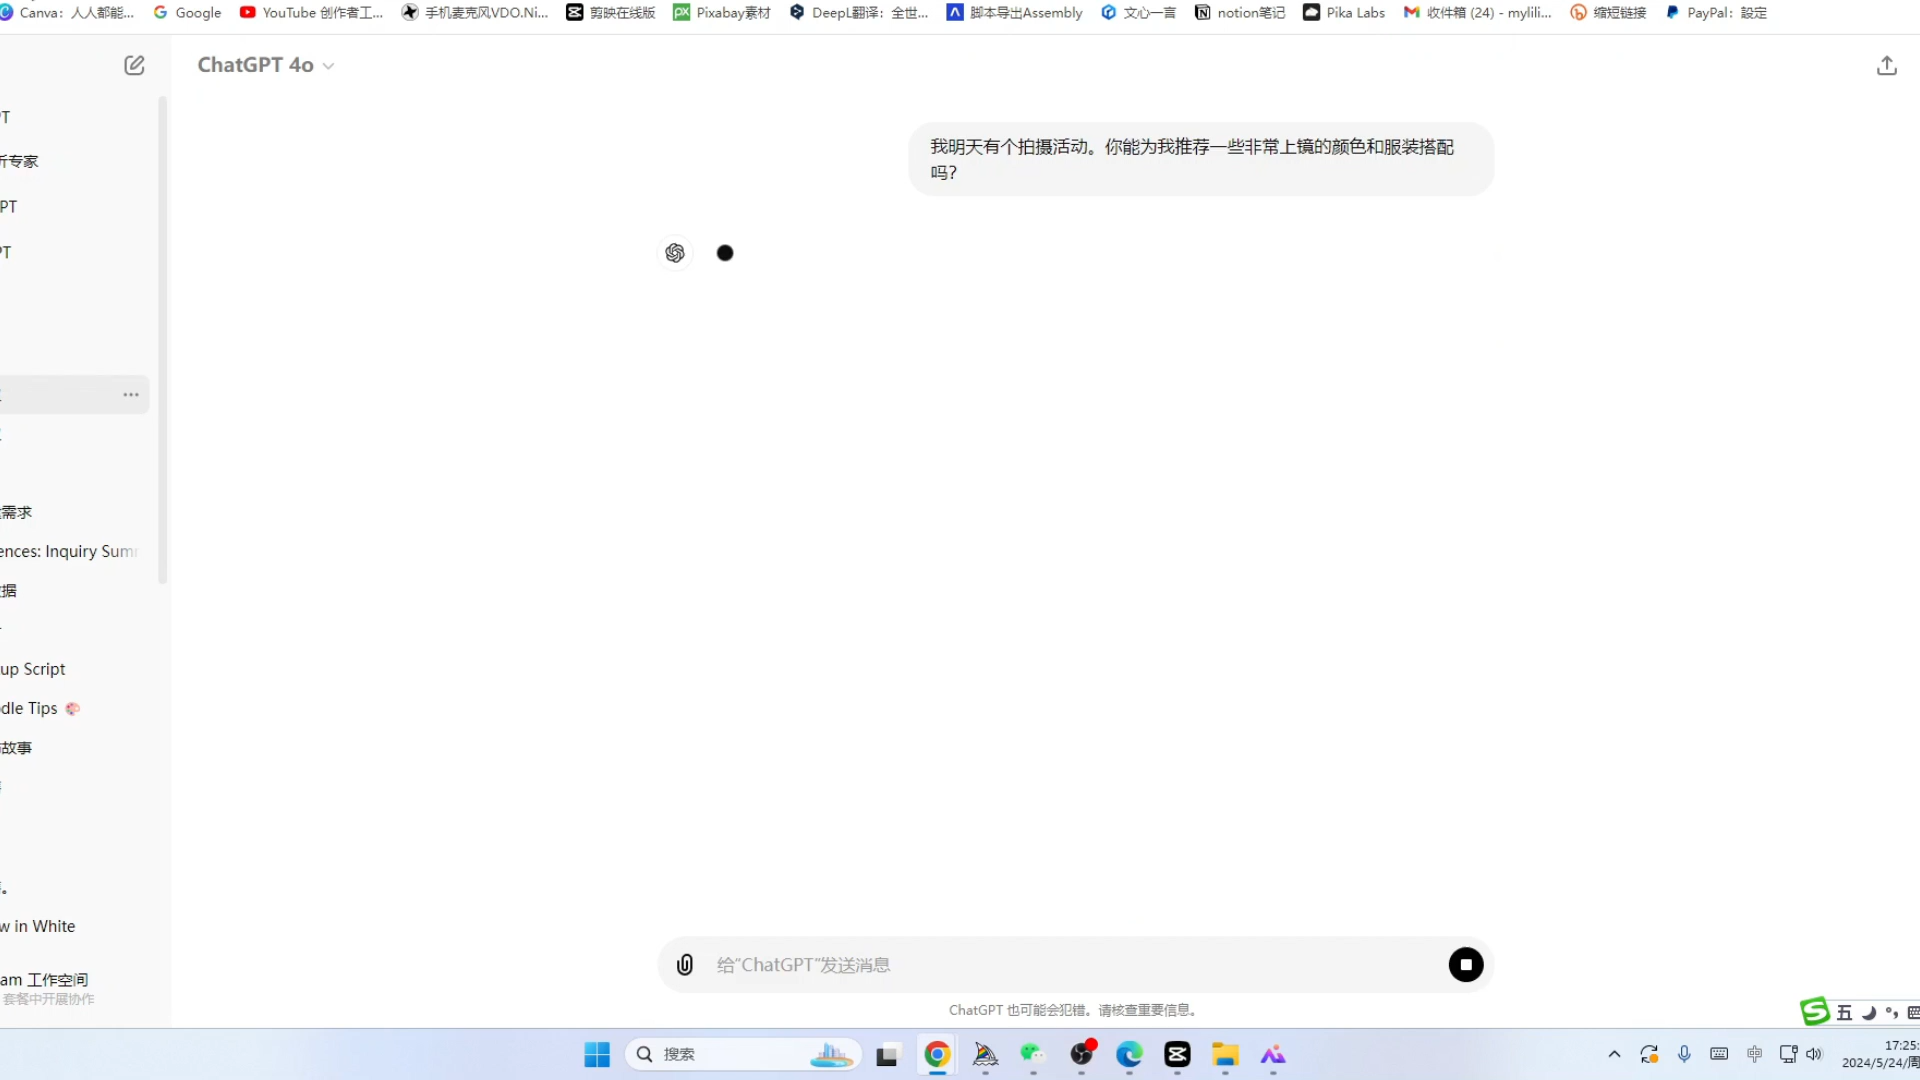 Canva：人人都能...
Google
YouTube 创作者工...
手机麦克风VDO.Ni...
剪映在线版
px
Pixabay素材
DeepL翻译：全世...
脚本导出Assembly
文心一言
notion笔记
Pika Labs
收件箱 (24) - mylili...
缩短链接
PayPal：設定
ChatGPT 4o
PT
析专家
PT
PT
需求
ences: Inquiry Sum
据
up Script
dle Tips
故事
w in White
am 工作空间
套餐中开展协作
我明天有个拍摄活动。你能为我推荐一些非常上镜的颜色和服装搭配
吗？
给“ChatGPT”发送消息
ChatGPT 也可能会犯错。请核查重要信息。
五
搜索
中
17:25:
2024/5/24/周